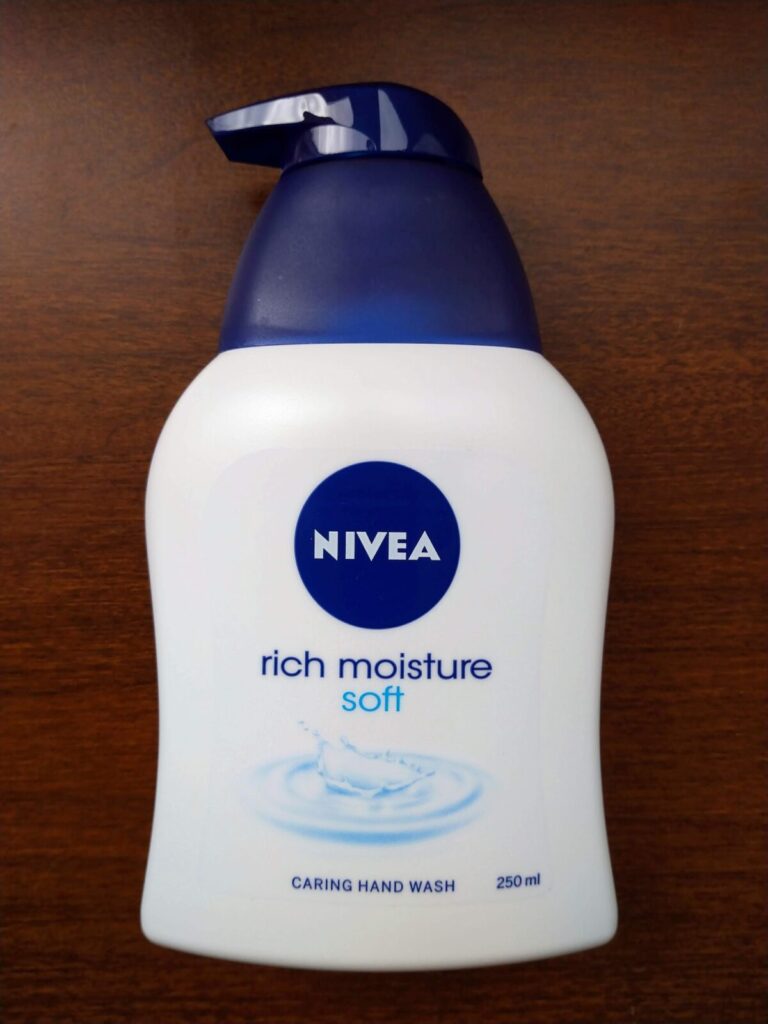 NIVEA
rich moisture
soft
CARING HAND WASH
250 ml